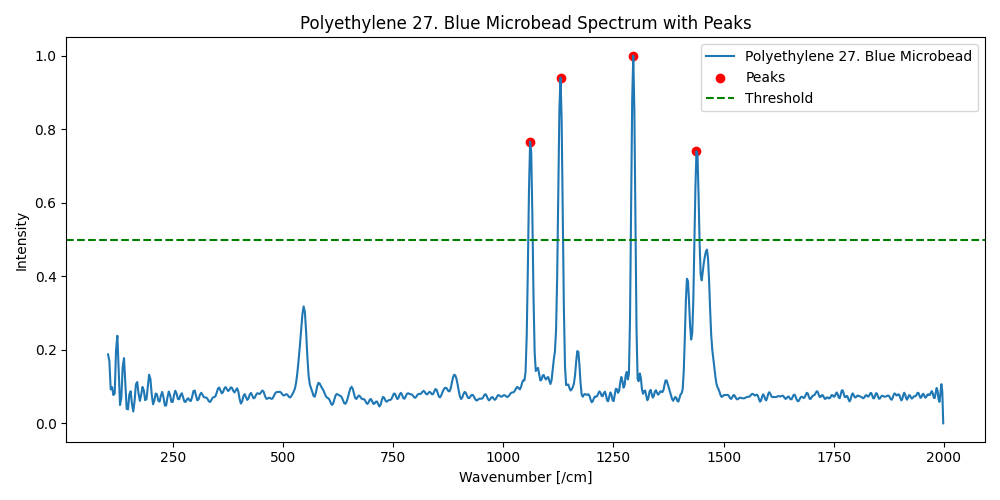 Polyethylene 27. Blue Microbead Spectrum with Peaks
Polyethylene 27. Blue Microbead
Peaks
Threshold
Intensity
1.0
0.8
0.6
0.4
0.2
0.0
250 500 750 1000 1250 1500 1750 2000
Wavenumber [/cm]